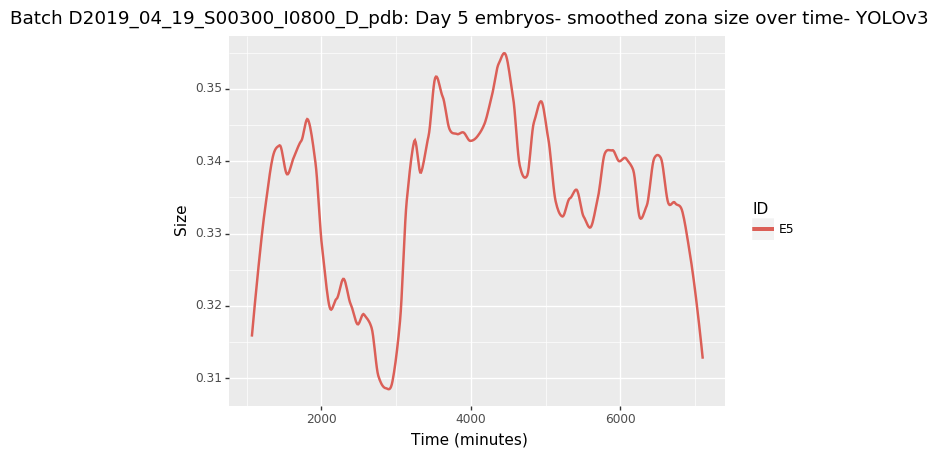 Batch D2019_04_19_S00300_I0800_D_pdb: Day 5 embryos- smoothed zona size over time- YOLOv3
0.35
0.34
0.33
0.32
0.31
Size
2000
4000
6000
Time (minutes)
ID
E5